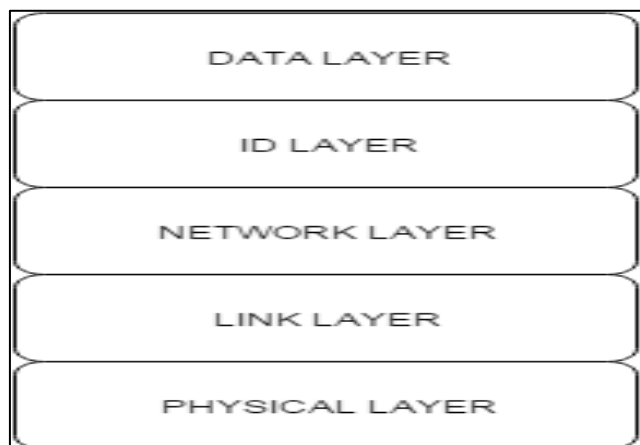 DATA LAYER
ID LAYER
NETWORK LAYER
LINK LAYER
PHYSICAL LAYER